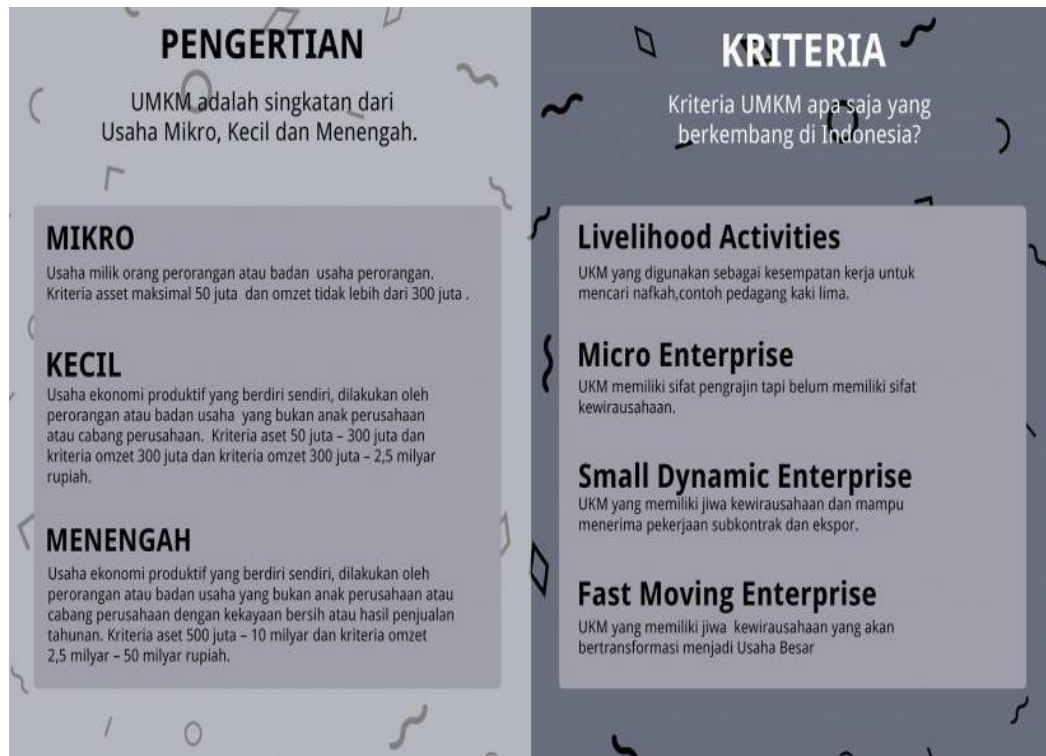 PENGERTIAN
UMKM adalah singkatan dari
Usaha Mikro, Kecil dan Menengah.
MIKRO
Usaha milik orang perorangan atau badan usaha perorangan.
Kriteria asset maksimal 50 juta dan omzet tidak lebih dari 300 juta .
KECIL
Usaha ekonomi produktif yang berdiri sendiri, dilakukan oleh
perorangan atau badan usaha yang bukan anak perusahaan
atau cabang perusahaan. Kriteria aset 50 juta – 300 juta dan
kriteria omzet 300 juta dan kriteria omzet 300 juta – 2,5 milyar
rupiah.
MENENGAH
Usaha ekonomi produktif yang berdiri sendiri, dilakukan oleh
perorangan atau badan usaha yang bukan anak perusahaan atau
cabang perusahaan dengan kekayaan bersih atau hasil penjualan
tahunan. Kriteria aset 500 juta – 10 milyar dan kriteria omzet
2,5 milyar – 50 milyar rupiah.
KRITERIA
Kriteria UMKM apa saja yang
berkembang di Indonesia?
Livelihood Activities
UKM yang digunakan sebagai kesempatan kerja untuk
mencari nafkah,contoh pedagang kaki lima.
Micro Enterprise
UKM memiliki sifat pengrajin tapi belum memiliki sifat
kewirausahaan.
Small Dynamic Enterprise
UKM yang memiliki jiwa kewirausahaan dan mampu
menerima pekerjaan subkontrak dan ekspor.
Fast Moving Enterprise
UKM yang memiliki jiwa kewirausahaan yang akan
bertransformasi menjadi Usaha Besar